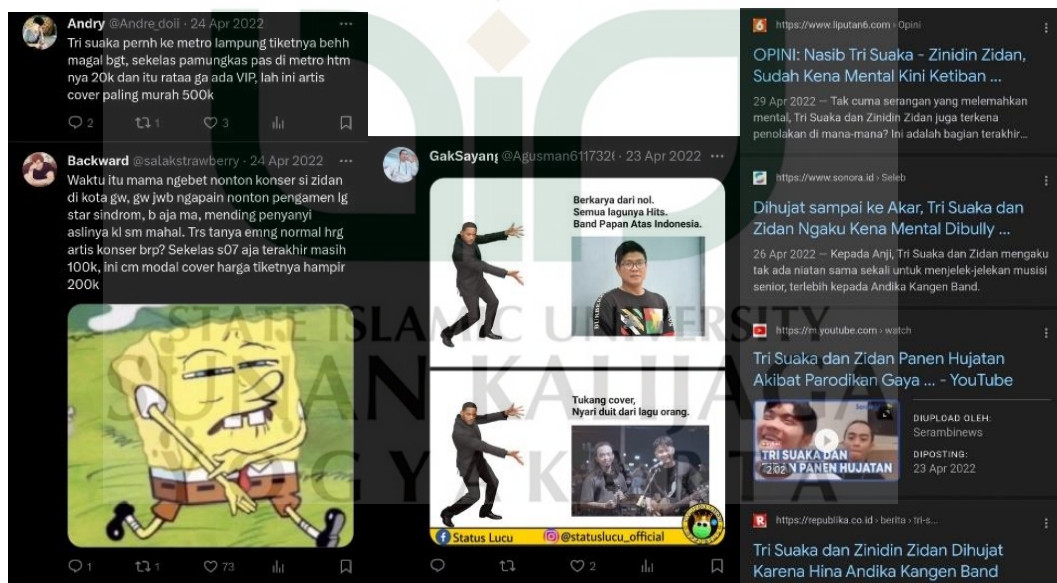 Andry @Andre_doii · 24 Apr 2022
Tri suaka pernh ke metro lampung tiketnya behh
magal bgt, sekelas pamungkas pas di metro htm
nya 20k dan itu rataa ga ada VIP, lah ini artis
cover paling murah 500k
2 1 3
Backward @salakstrawberry · 24 Apr 2022
Waktu itu mama ngebet nonton konser si zidan
di kota gw, gw jwb ngapain nonton pengamen lg
star sindrom, b aja ma, mending penyanyi
aslinya kl sm mahal. Trs tanya emng normal hrg
artis konser brp? Sekelas s07 aja terakhir masih
100k, ini cm modal cover harga tiketnya hampir
200k
1 1 73
GakSayang @Agusman611732 · 23 Apr 2022
Berkarya dari nol.
Semua lagunya Hits.
Band Papan Atas Indonesia.
Tukang cover,
Nyari duit dari lagu orang.
Status Lucu @statuslucu_official
2
https://www.liputan6.com › Opini
OPINI: Nasib Tri Suaka - Zinidin Zidan,
Sudah Kena Mental Kini Ketiban ...
29 Apr 2022 — Tak cuma serangan yang melemahkan
mental, Tri Suaka dan Zinidin Zidan juga terkena
penolakan di mana-mana? Ini adalah bagian terakhir...
https://www.sonora.id › Seleb
Dihujat sampai ke Akar, Tri Suaka dan
Zidan Ngaku Kena Mental Dibully ...
26 Apr 2022 — Kepada Anji, Tri Suaka dan Zidan mengaku
tak ada niatan sama sekali untuk menjelek-jelekan musisi
senior, terlebih kepada Andika Kangen Band.
https://m.youtube.com › watch
Tri Suaka dan Zidan Panen Hujatan
Akibat Parodikan Gaya ... - YouTube
TRI SUAKA DAN
PANEN HUJATAN
2:02
DIUPLOAD OLEH:
Serambinews
DIPOSTING:
23 Apr 2022
https://republika.co.id › berita › tri-s...
Tri Suaka dan Zinidin Zidan Dihujat
Karena Hina Andika Kangen Band
STATE ISLAMIC UNIVERSITY
SUNAN KALIJAGA
YOGYAKARTA